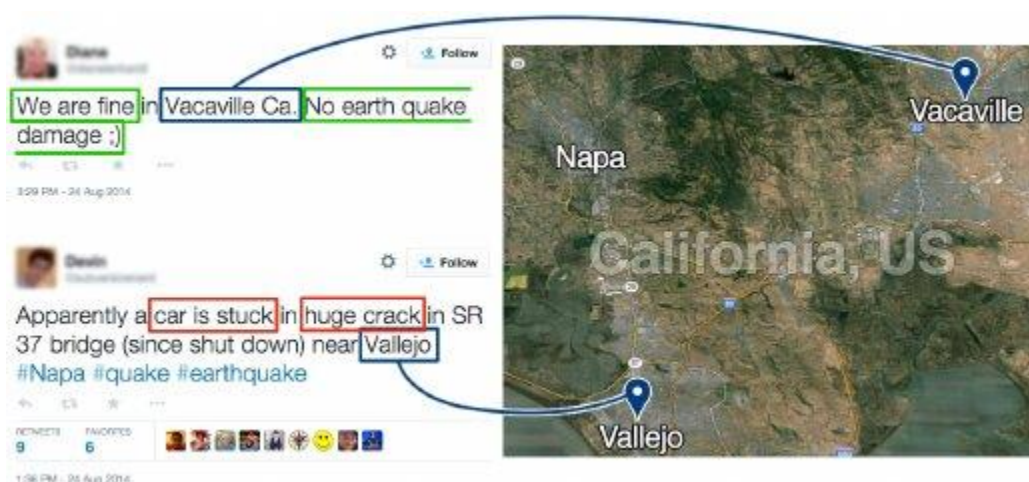 Diane
Follow
We are fine in Vacaville Ca. No earth quake
damage ;)
3:29 PM - 24 Aug 2014
Devin
Follow
Apparently a car is stuck in huge crack in SR
37 bridge (since shut down) near Vallejo
#Napa #quake #earthquake
RETWEETS
FAVORITES
9
6
1:36 PM - 24 Aug 2014
Vacaville
Napa
California, US
Vallejo